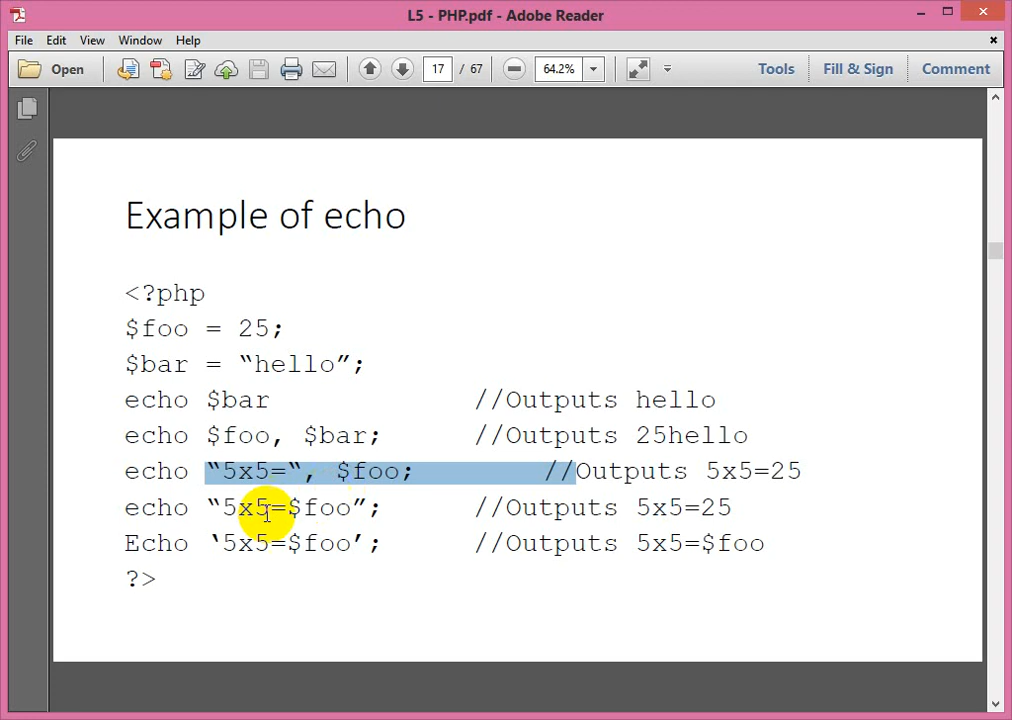 L5 - PHP.pdf - Adobe Reader
File Edit View Window Help
Open 17 / 67 64.2% Tools Fill & Sign Comment
Example of echo
<?php
$foo = 25;
$bar = “hello”;
echo $bar //Outputs hello
echo $foo, $bar; //Outputs 25hello
echo “5x5=“, $foo; //Outputs 5x5=25
echo “5x5=$foo”; //Outputs 5x5=25
Echo ‘5x5=$foo’; //Outputs 5x5=$foo
?>